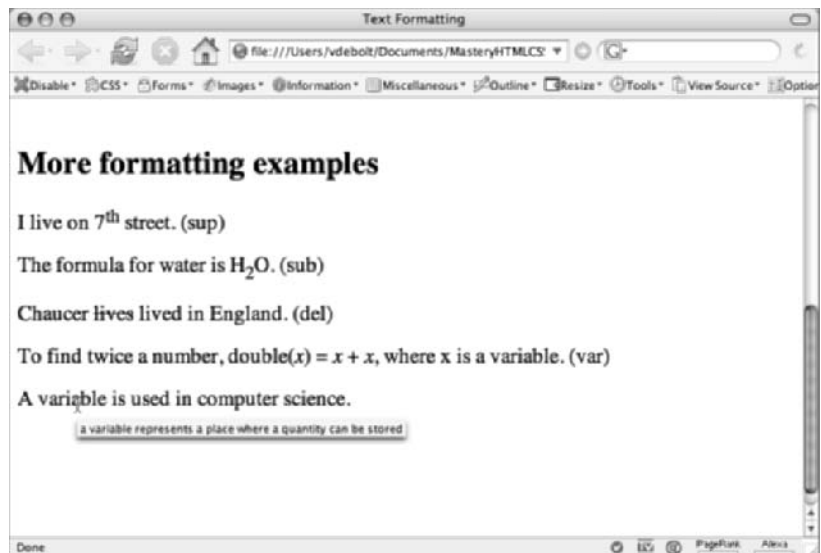 Text Formatting
file:///Users/vdebolt/Documents/MasteryHTMLCS
G
Disable CSS Forms Images Information Miscellaneous Outline Resize Tools View Source Option
More formatting examples
I live on 7th street. (sup)
The formula for water is H2O. (sub)
Chaucer lives lived in England. (del)
To find twice a number, double(x) = x + x, where x is a variable. (var)
A variable is used in computer science.
a variable represents a place where a quantity can be stored
Done PageRank Alexa